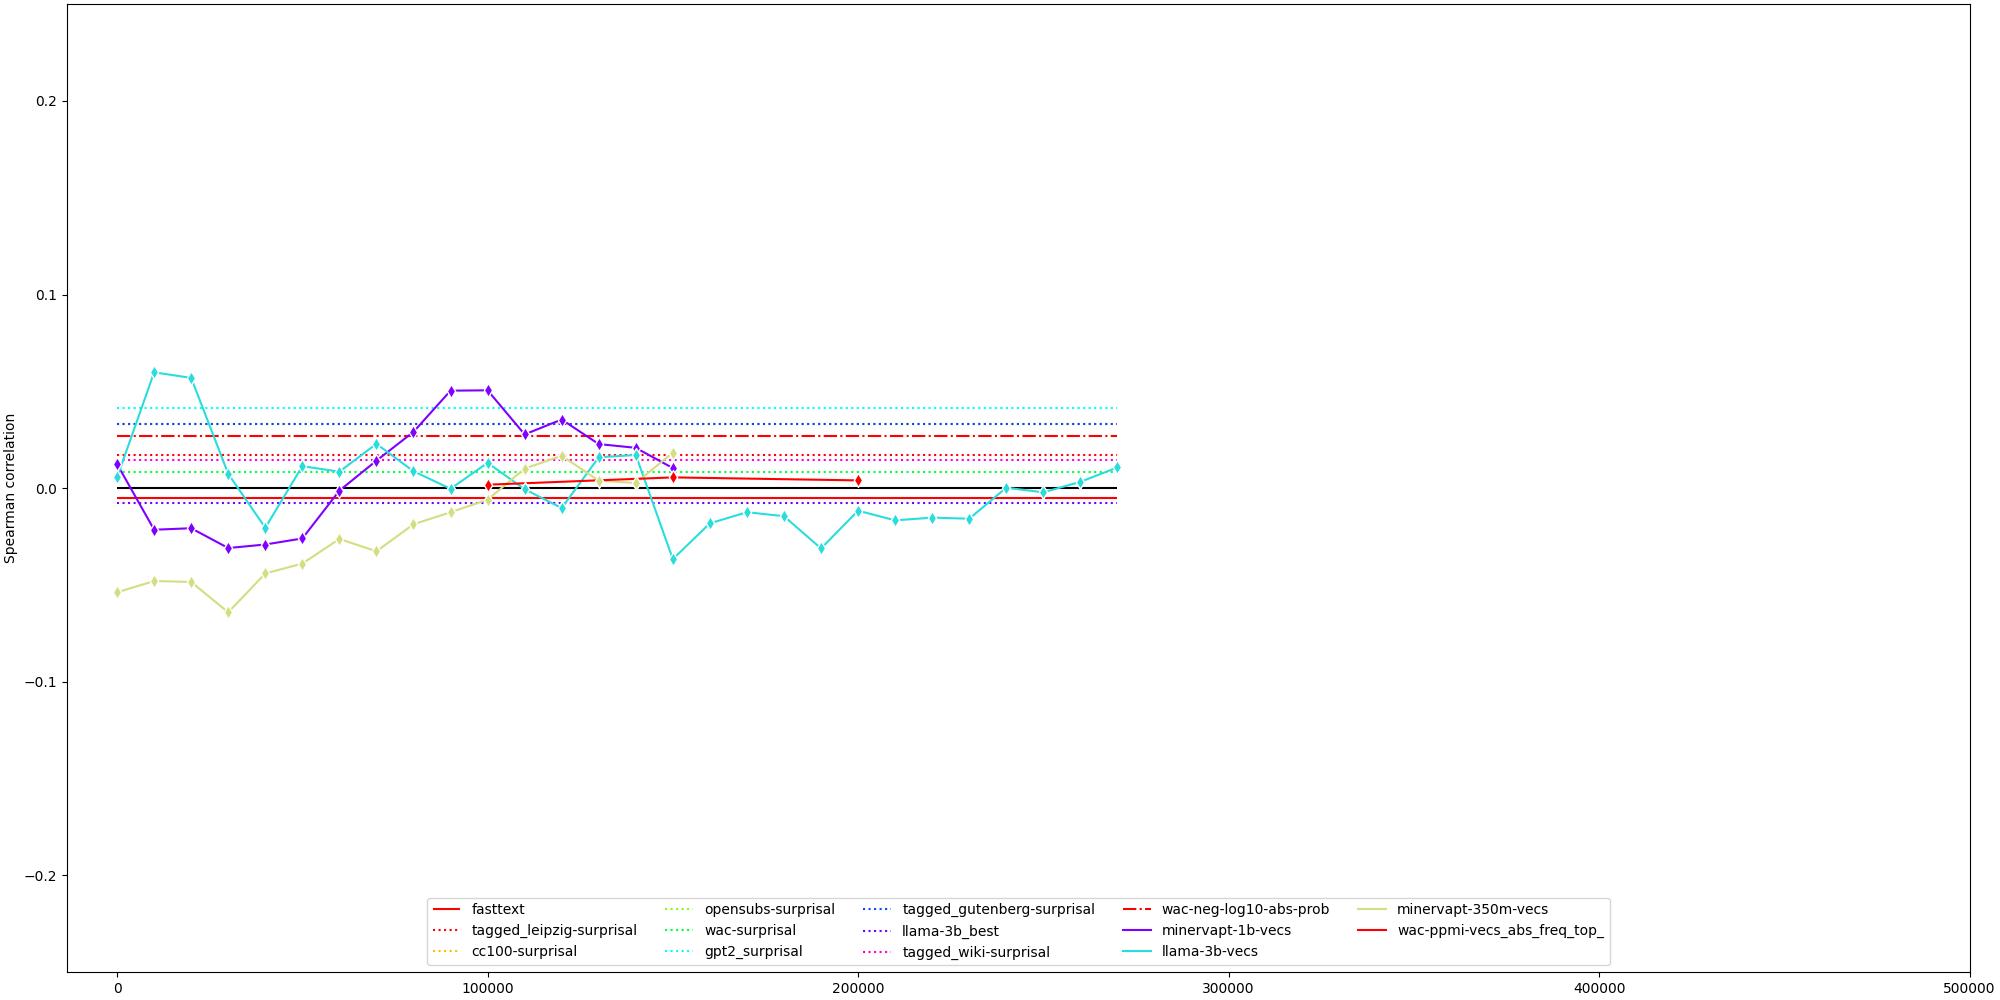 0.2
0.1
0.0
−0.1
−0.2
Spearman correlation
fasttext
tagged_leipzig-surprisal
cc100-surprisal
opensubs-surprisal
wac-surprisal
gpt2_surprisal
tagged_gutenberg-surprisal
llama-3b_best
tagged_wiki-surprisal
wac-neg-log10-abs-prob
minervapt-1b-vecs
llama-3b-vecs
minervapt-350m-vecs
wac-ppmi-vecs_abs_freq_top_
0 100000 200000 300000 400000 500000